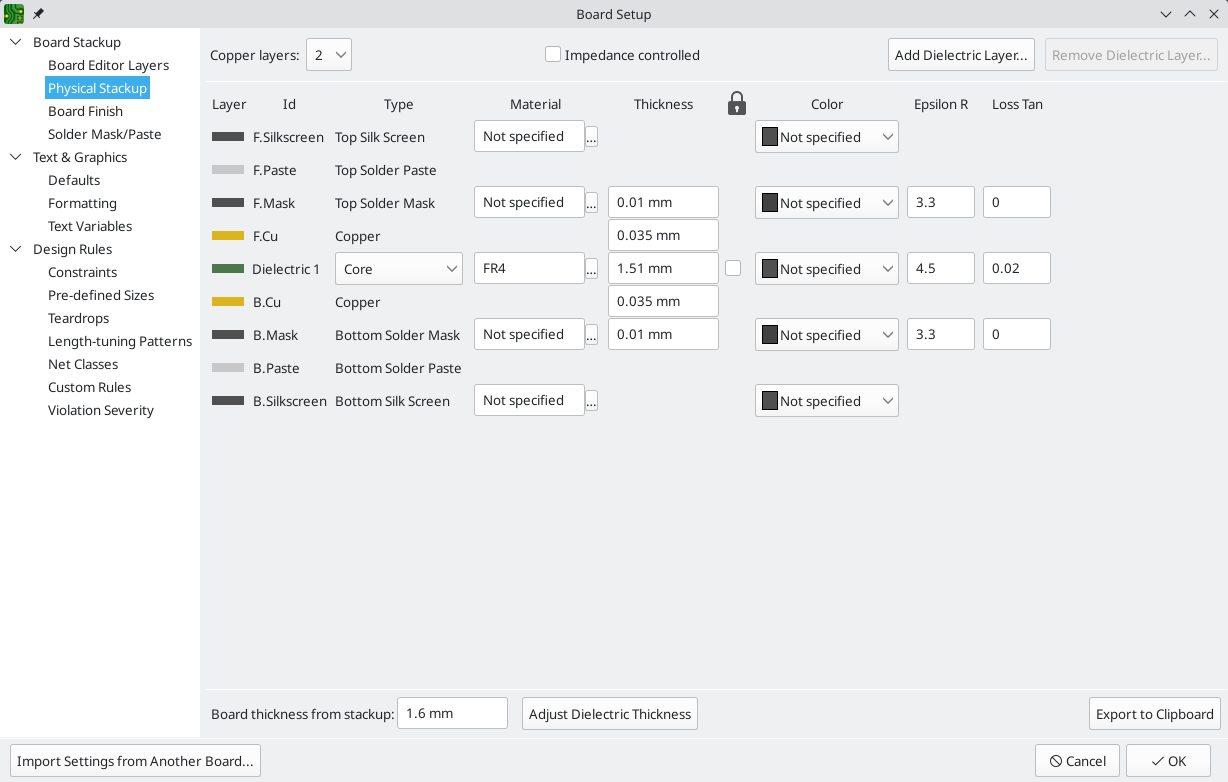 Board Setup
Board Stackup
Board Editor Layers
Physical Stackup
Board Finish
Solder Mask/Paste
Text & Graphics
Defaults
Formatting
Text Variables
Design Rules
Constraints
Pre-defined Sizes
Teardrops
Length-tuning Patterns
Net Classes
Custom Rules
Violation Severity
Copper layers: 2 Impedance controlled Add Dielectric Layer... Remove Dielectric Layer...
Layer Id Type Material Thickness Color Epsilon R Loss Tan
F.Silkscreen Top Silk Screen Not specified ... Not specified
F.Paste Top Solder Paste
F.Mask Top Solder Mask Not specified ... 0.01 mm Not specified 3.3 0
F.Cu Copper 0.035 mm
Dielectric 1 Core FR4 ... 1.51 mm Not specified 4.5 0.02
B.Cu Copper 0.035 mm
B.Mask Bottom Solder Mask Not specified ... 0.01 mm Not specified 3.3 0
B.Paste Bottom Solder Paste
B.Silkscreen Bottom Silk Screen Not specified ... Not specified
Board thickness from stackup: 1.6 mm Adjust Dielectric Thickness Export to Clipboard
Import Settings from Another Board... Cancel OK